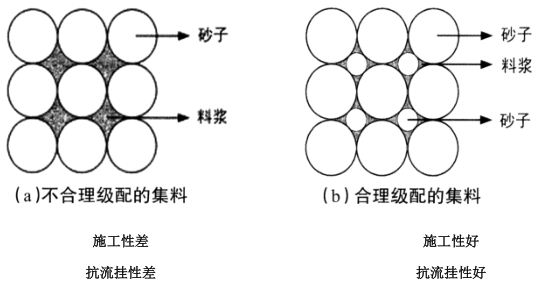 砂子
料浆
(a)不合理级配的集料
施工性差
抗流挂性差
砂子
料浆
砂子
(b)合理级配的集料
施工性好
抗流挂性好